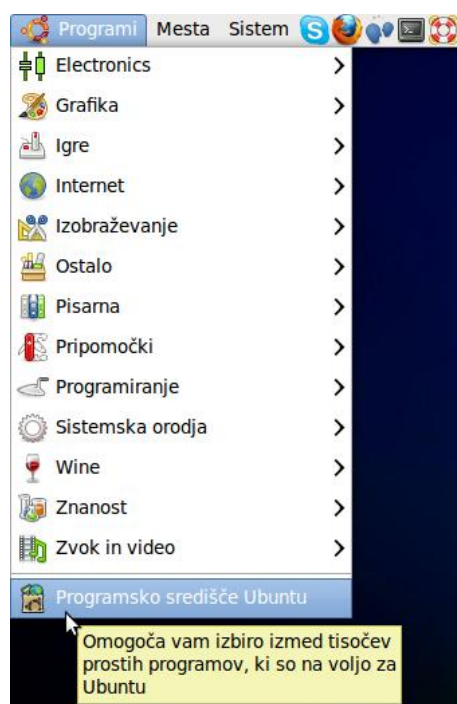 Programi Mesta Sistem
Electronics
Grafika
Igre
Internet
Izobraževanje
Ostalo
Pisarna
Pripomočki
Programiranje
Sistemska orodja
Wine
Znanost
Zvok in video
Programsko središče Ubuntu
Omogoča vam izbiro izmed tisočev
prostih programov, ki so na voljo za
Ubuntu